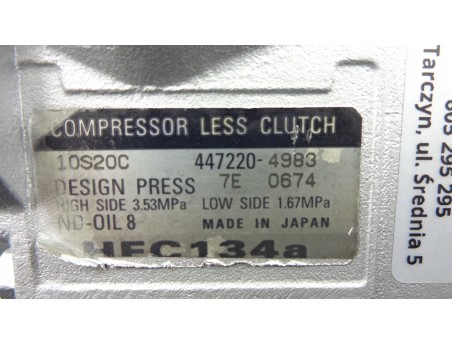 COMPRESSOR LESS CLUTCH
10S20C 447220-4983
DESIGN PRESS 7E 0674
HIGH SIDE 3.53MPa LOW SIDE 1.67MPa
ND-OIL 8 MADE IN JAPAN
HFC134a
605 295 295
Tarczyn, ul. Średnia 5